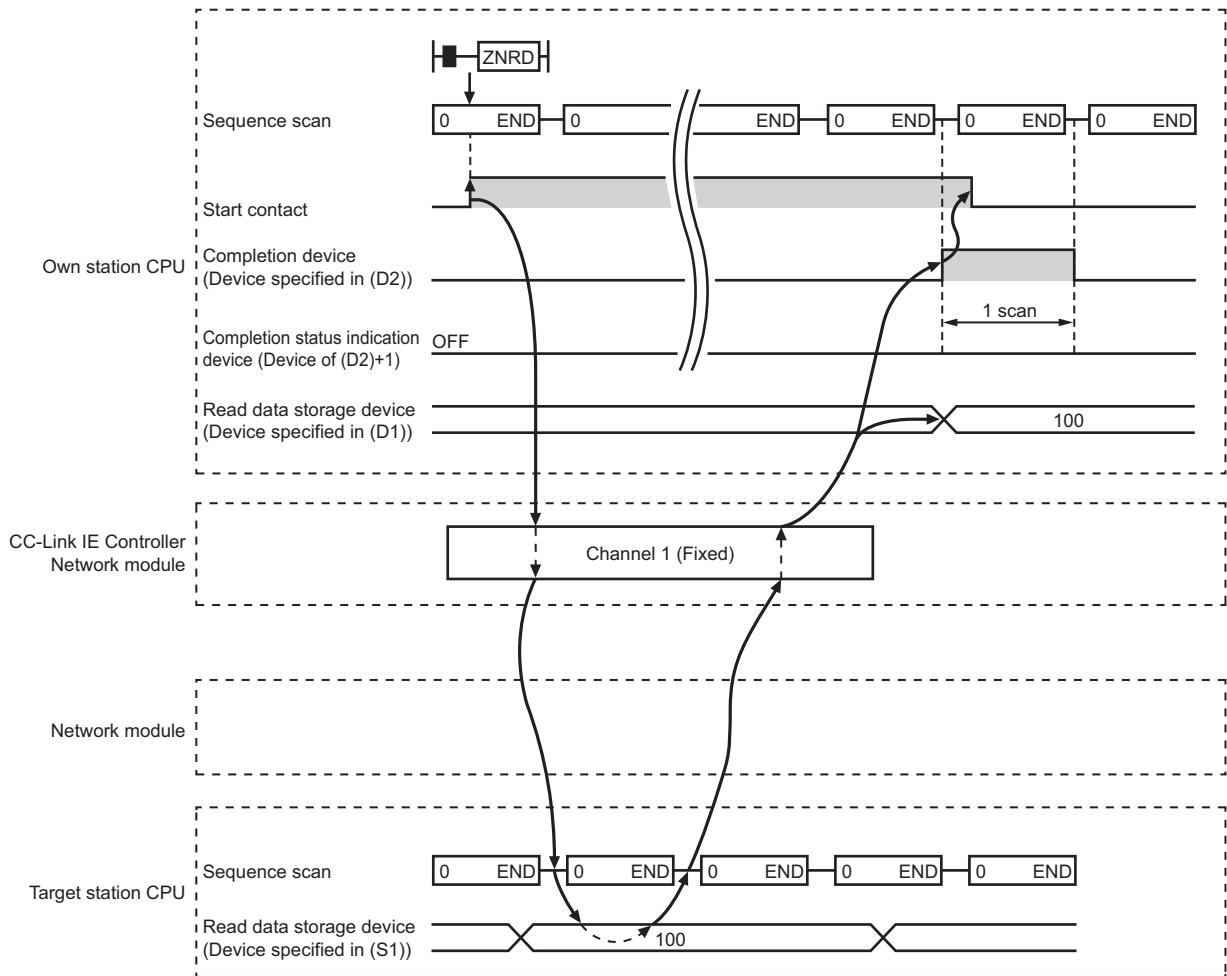 ZNRD
Sequence scan
0 END 0 END 0 END 0 END 0 END
Start contact
Own station CPU
Completion device
(Device specified in (D2))
1 scan
Completion status indication
device (Device of (D2)+1)
OFF
Read data storage device
(Device specified in (D1))
100
CC-Link IE Controller
Network module
Channel 1 (Fixed)
Network module
Target station CPU
Sequence scan
0 END 0 END 0 END 0 END 0 END
Read data storage device
(Device specified in (S1))
100